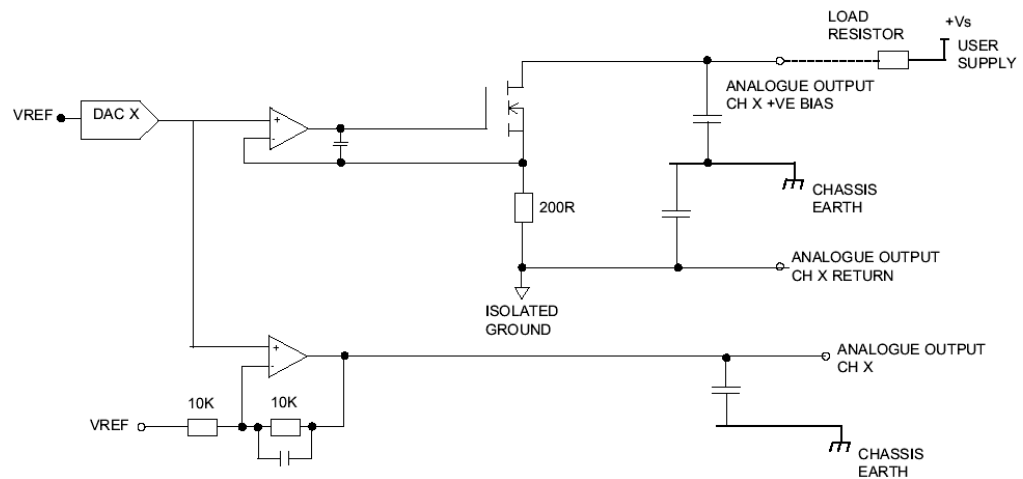 LOAD
RESISTOR
+Vs
USER
SUPPLY
ANALOGUE OUTPUT
CH X +VE BIAS
VREF
DAC X
+
-
CHASSIS
EARTH
200R
ANALOGUE OUTPUT
CH X RETURN
ISOLATED
GROUND
+
-
ANALOGUE OUTPUT
CH X
10K
10K
VREF
CHASSIS
EARTH